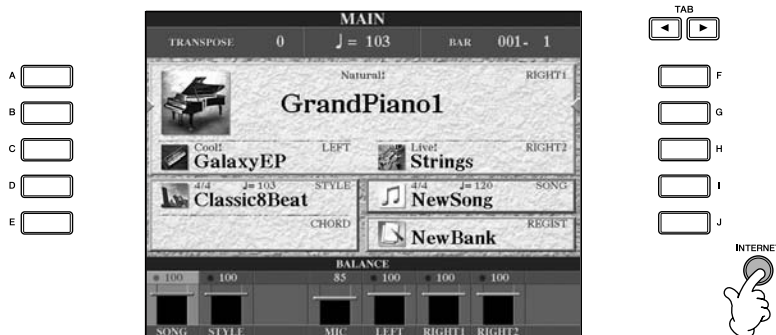 MAIN
TAB
TRANSPOSE 0 ♩= 103 BAR 001- 1
A
B
C
D
E
Natural!
RIGHT1
GrandPiano1
Cool!
GalaxyEP
LEFT
Live!
Strings
RIGHT2
4/4 ♩= 103 STYLE
Classic8Beat
CHORD
4/4 ♩= 120 SONG
NewSong
REGIST
NewBank
F
G
H
I
J
INTERNE
BALANCE
100 100 85 100 100 100
SONG STYLE MIC LEFT RIGHT1 RIGHT2